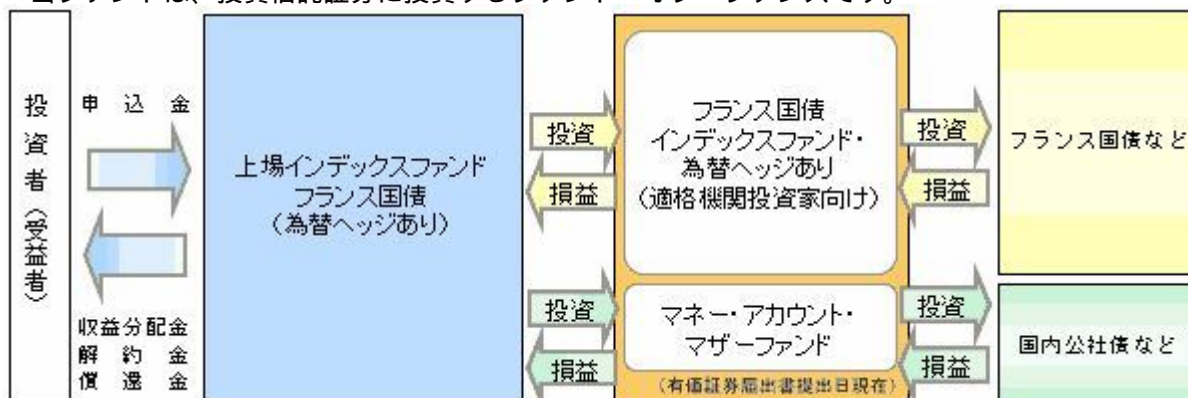 当ファンドは、投資信託証券に投資するファンド・オブ・ファンズです。
投資者(受益者)
申込金
収益分配金
解約金
償還金
上場インデックスファンド
フランス国債
(為替ヘッジあり)
投資
損益
投資
損益
フランス国債
インデックスファンド・
為替ヘッジあり
(適格機関投資家向け)
マネー・アカウント・
マザーファンド
(有価証券届出書提出日現在)
投資
損益
投資
損益
フランス国債など
国内公社債など